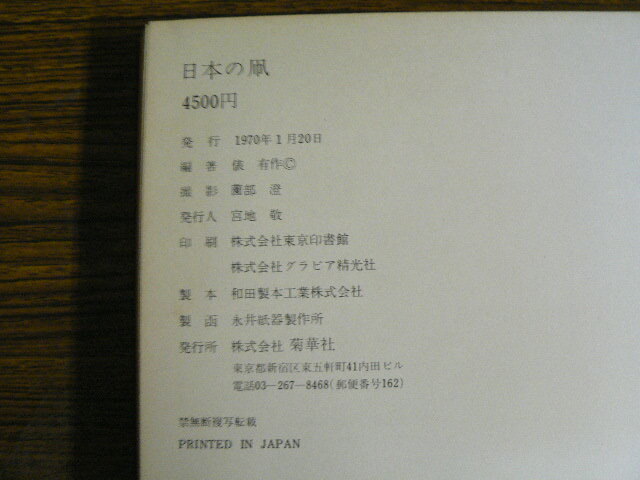 日本の凧
4500円
発 行 1970年1月20日
編 著 俵 有作©
撮 影 薗部 澄
発行人 宮地 敬
印 刷 株式会社東京印書館
株式会社グラビア精光社
製 本 和田製本工業株式会社
製 函 永井紙器製作所
発行所 株式会社 菊華社
東京都新宿区東五軒町41内田ビル
電話03―267―8468(郵便番号162)
禁無断複写転載
PRINTED IN JAPAN